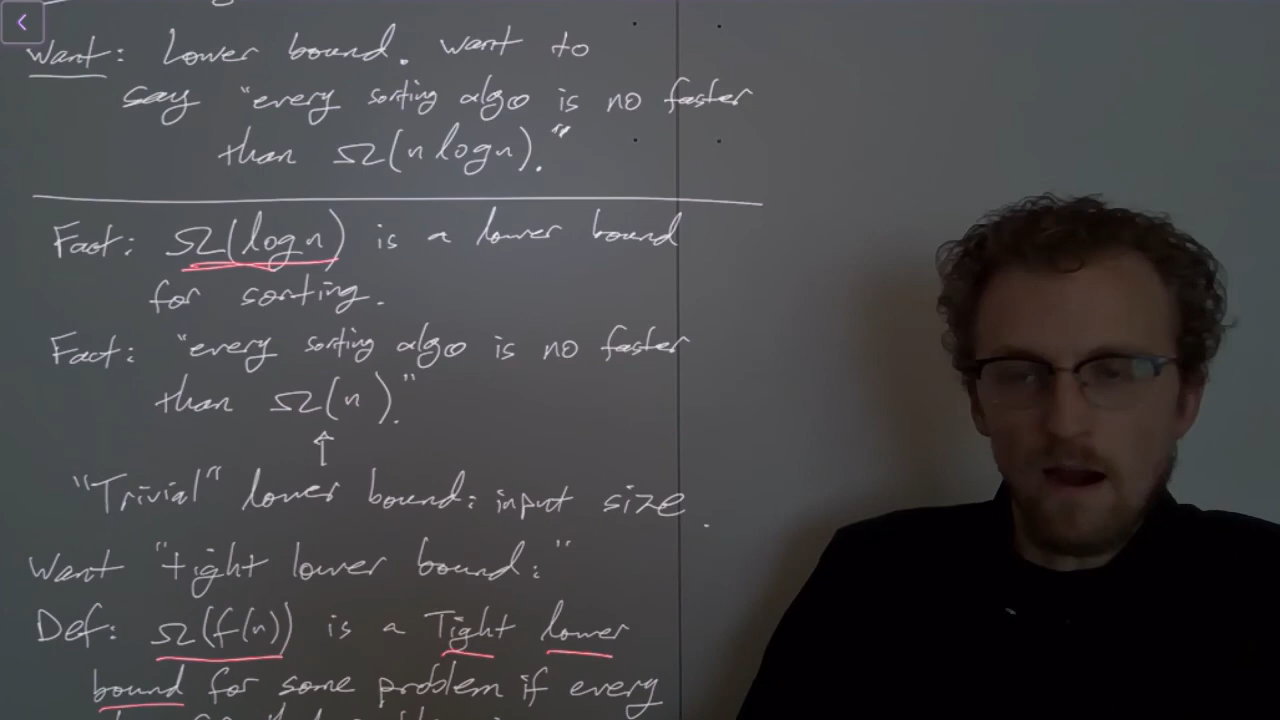 Want: Lower bound. want to
say "every sorting algo is no faster
than Ω(n logn)."
Fact: Ω(logn) is a lower bound
for sorting.
Fact: "every sorting algo is no faster
than Ω(n)."
"Trivial" lower bound: input size.
Want "tight lower bound:"
Def: Ω(f(n)) is a Tight lower
bound for some problem if every